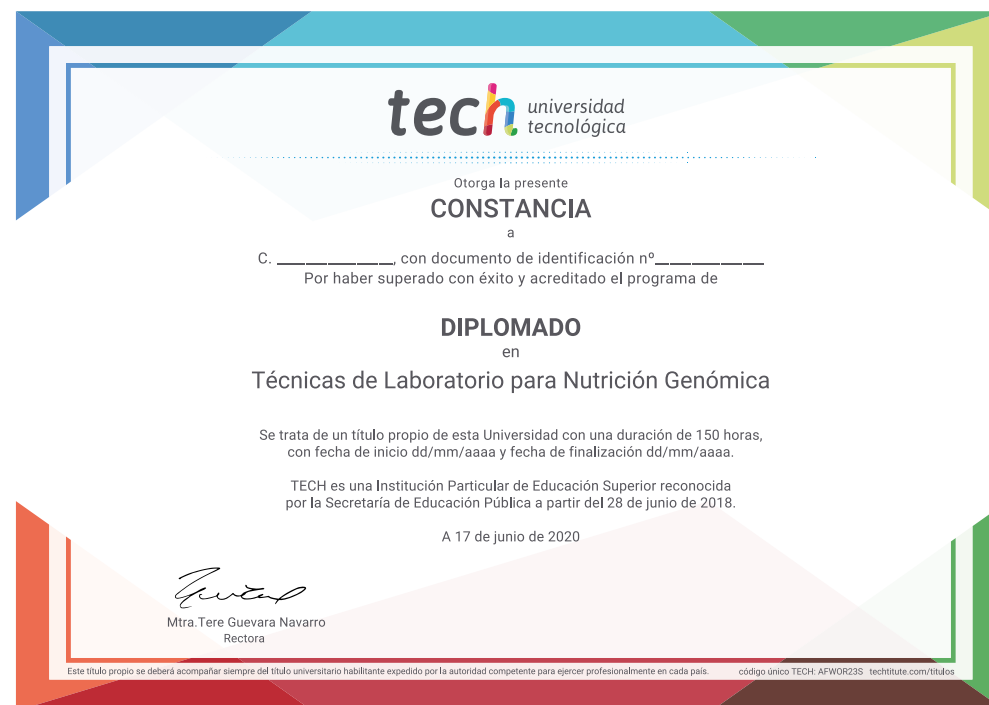 tech universidad
tecnológica
Otorga la presente
CONSTANCIA
a
C. ______________, con documento de identificación nº_____________
Por haber superado con éxito y acreditado el programa de
DIPLOMADO
en
Técnicas de Laboratorio para Nutrición Genómica
Se trata de un título propio de esta Universidad con una duración de 150 horas,
con fecha de inicio dd/mm/aaaa y fecha de finalización dd/mm/aaaa.
TECH es una Institución Particular de Educación Superior reconocida
por la Secretaría de Educación Pública a partir del 28 de junio de 2018.
A 17 de junio de 2020
Mtra.Tere Guevara Navarro
Rectora
Este título propio se deberá acompañar siempre del título universitario habilitante expedido por la autoridad competente para ejercer profesionalmente en cada país. código único TECH: AFWOR23S techtitute.com/titulos